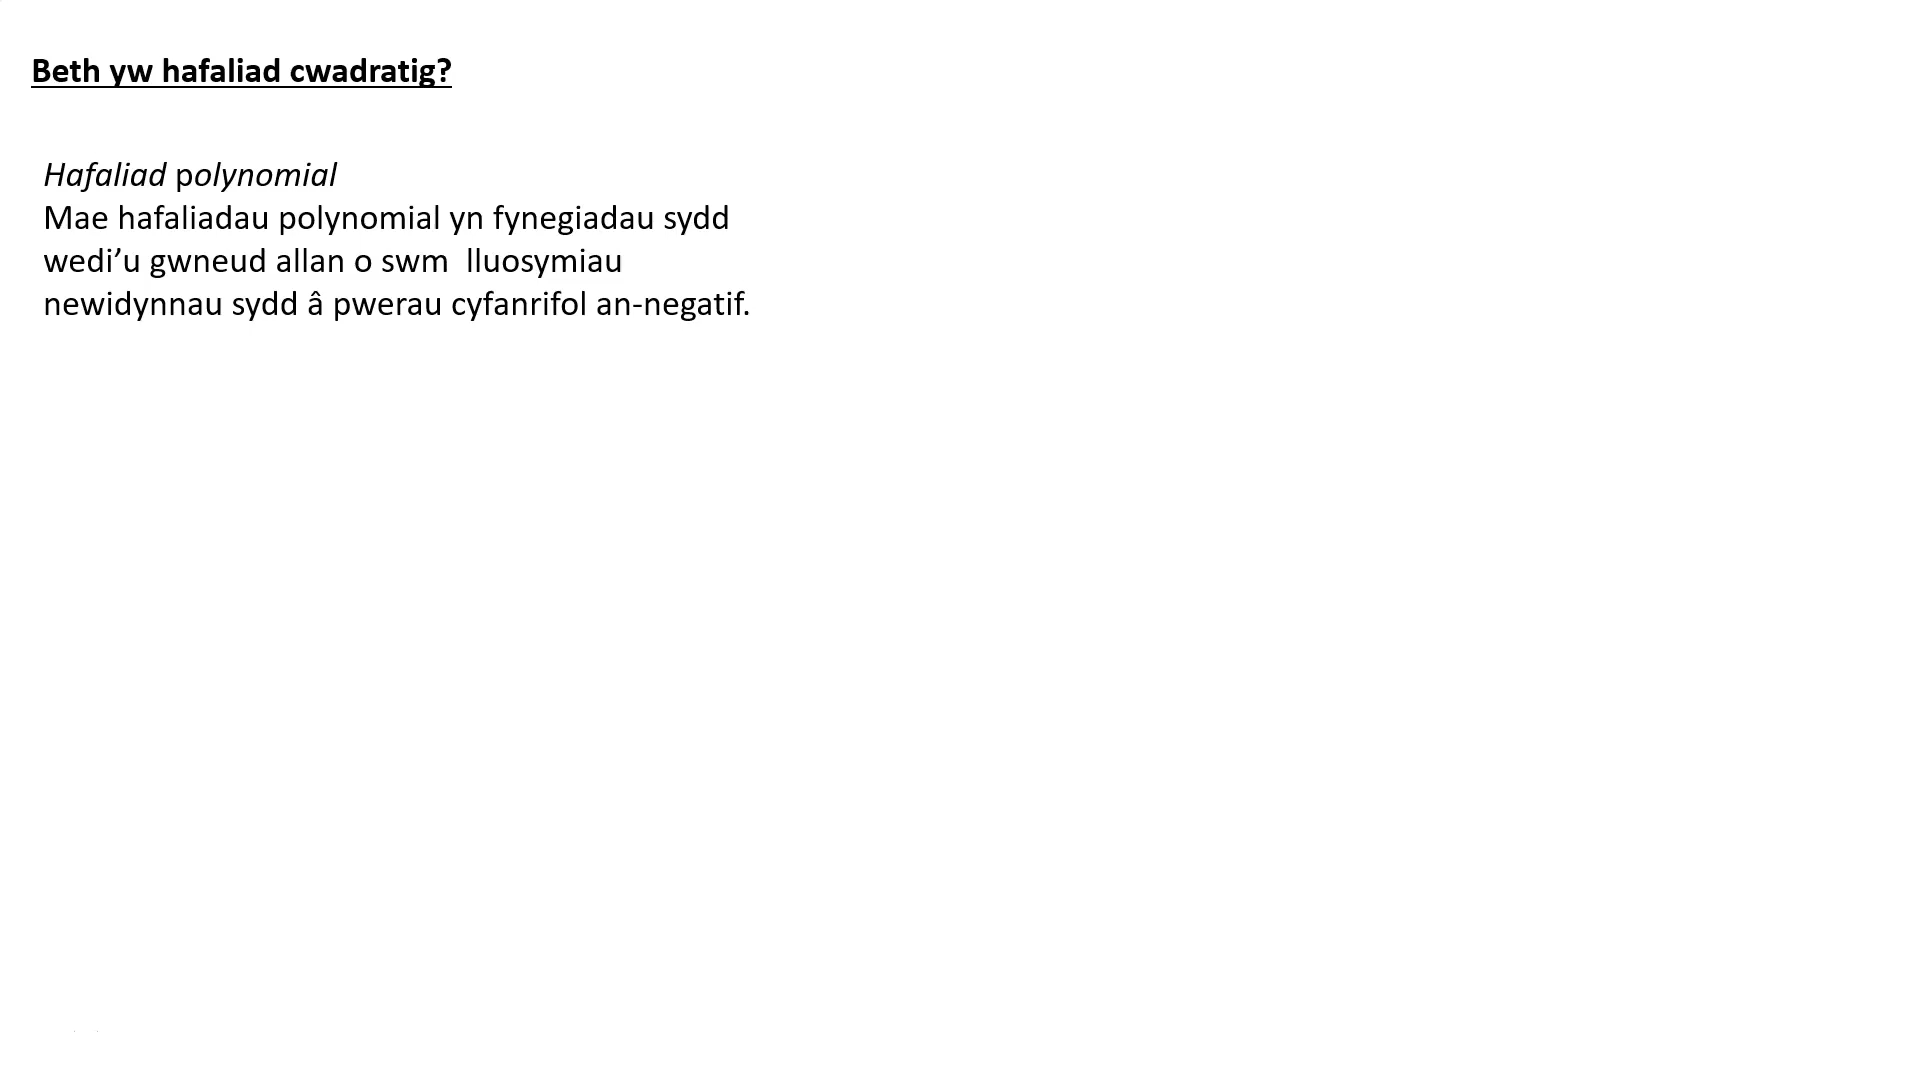 Beth yw hafaliad cwadratig?
Hafaliad polynomial
Mae hafaliadau polynomial yn fynegiadau sydd
wedi’u gwneud allan o swm  lluosymiau
newidynnau sydd â pwerau cyfanrifol an-negatif.